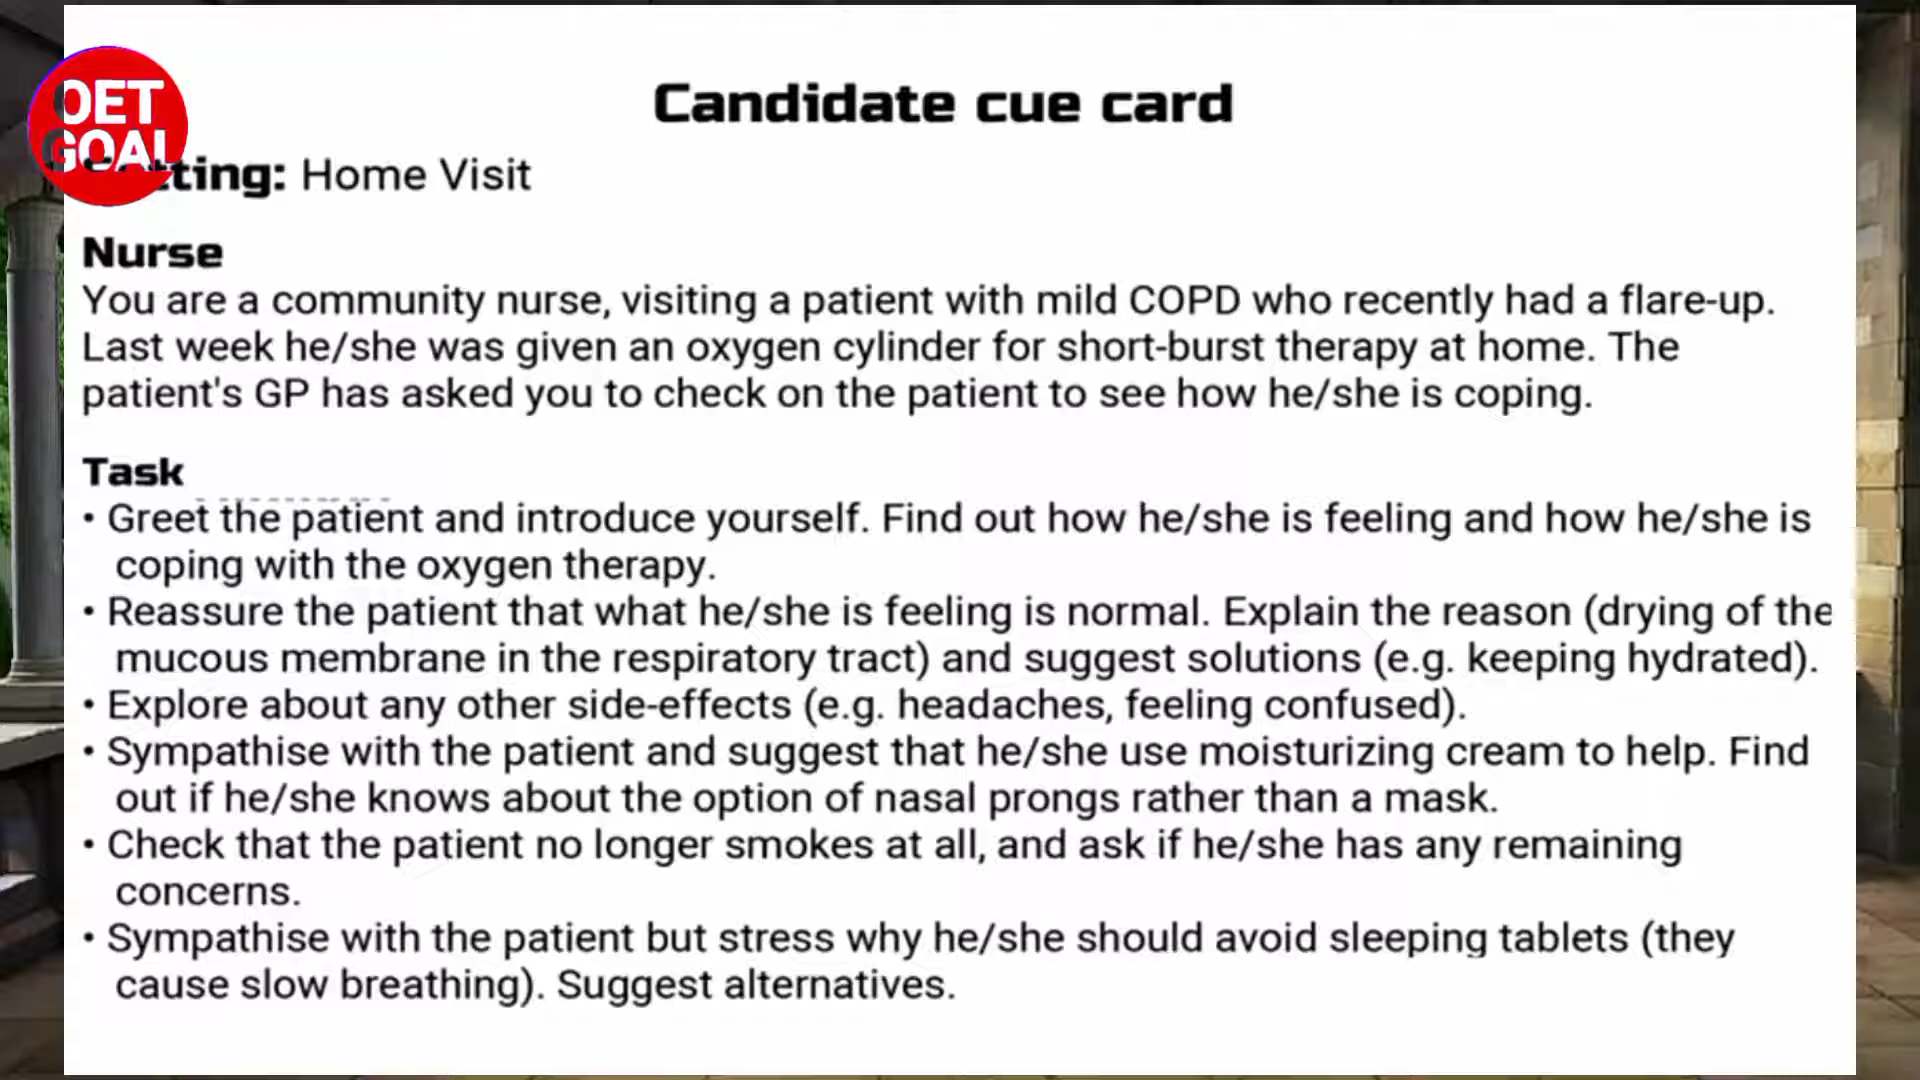 Candidate cue card
OET
GOAL
Setting: Home Visit
Nurse
You are a community nurse, visiting a patient with mild COPD who recently had a flare-up.
Last week he/she was given an oxygen cylinder for short-burst therapy at home. The
patient's GP has asked you to check on the patient to see how he/she is coping.
Task
• Greet the patient and introduce yourself. Find out how he/she is feeling and how he/she is
coping with the oxygen therapy.
• Reassure the patient that what he/she is feeling is normal. Explain the reason (drying of the
mucous membrane in the respiratory tract) and suggest solutions (e.g. keeping hydrated).
• Explore about any other side-effects (e.g. headaches, feeling confused).
• Sympathise with the patient and suggest that he/she use moisturizing cream to help. Find
out if he/she knows about the option of nasal prongs rather than a mask.
• Check that the patient no longer smokes at all, and ask if he/she has any remaining
concerns.
• Sympathise with the patient but stress why he/she should avoid sleeping tablets (they
cause slow breathing). Suggest alternatives.